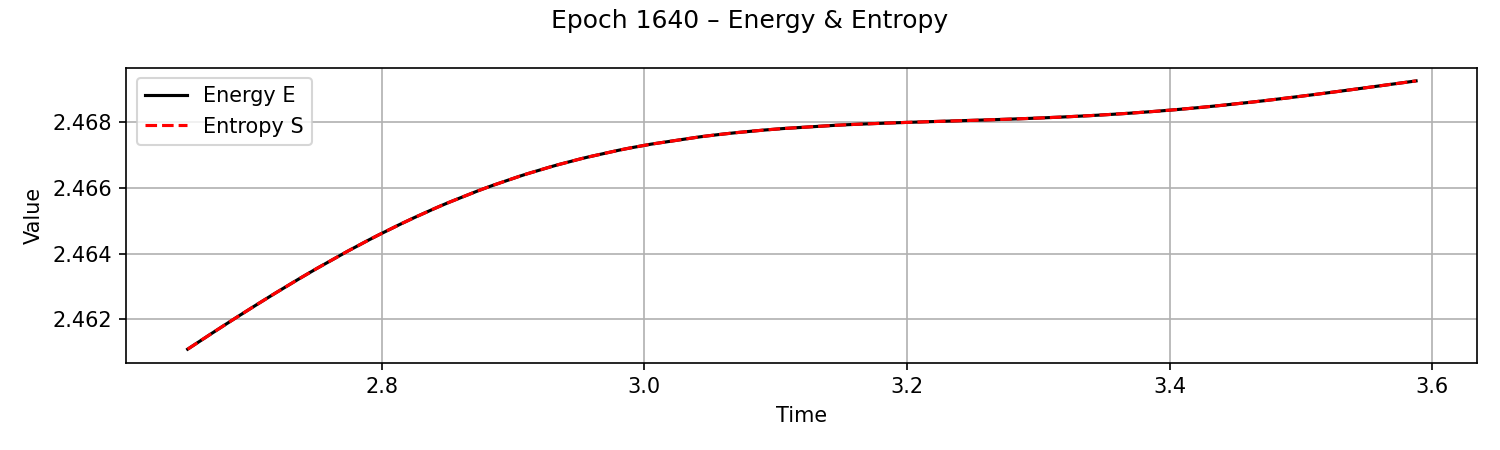 Epoch 1640 – Energy & Entropy
Energy E
Entropy S
Value
2.468
2.466
2.464
2.462
2.8 3.0 3.2 3.4 3.6
Time